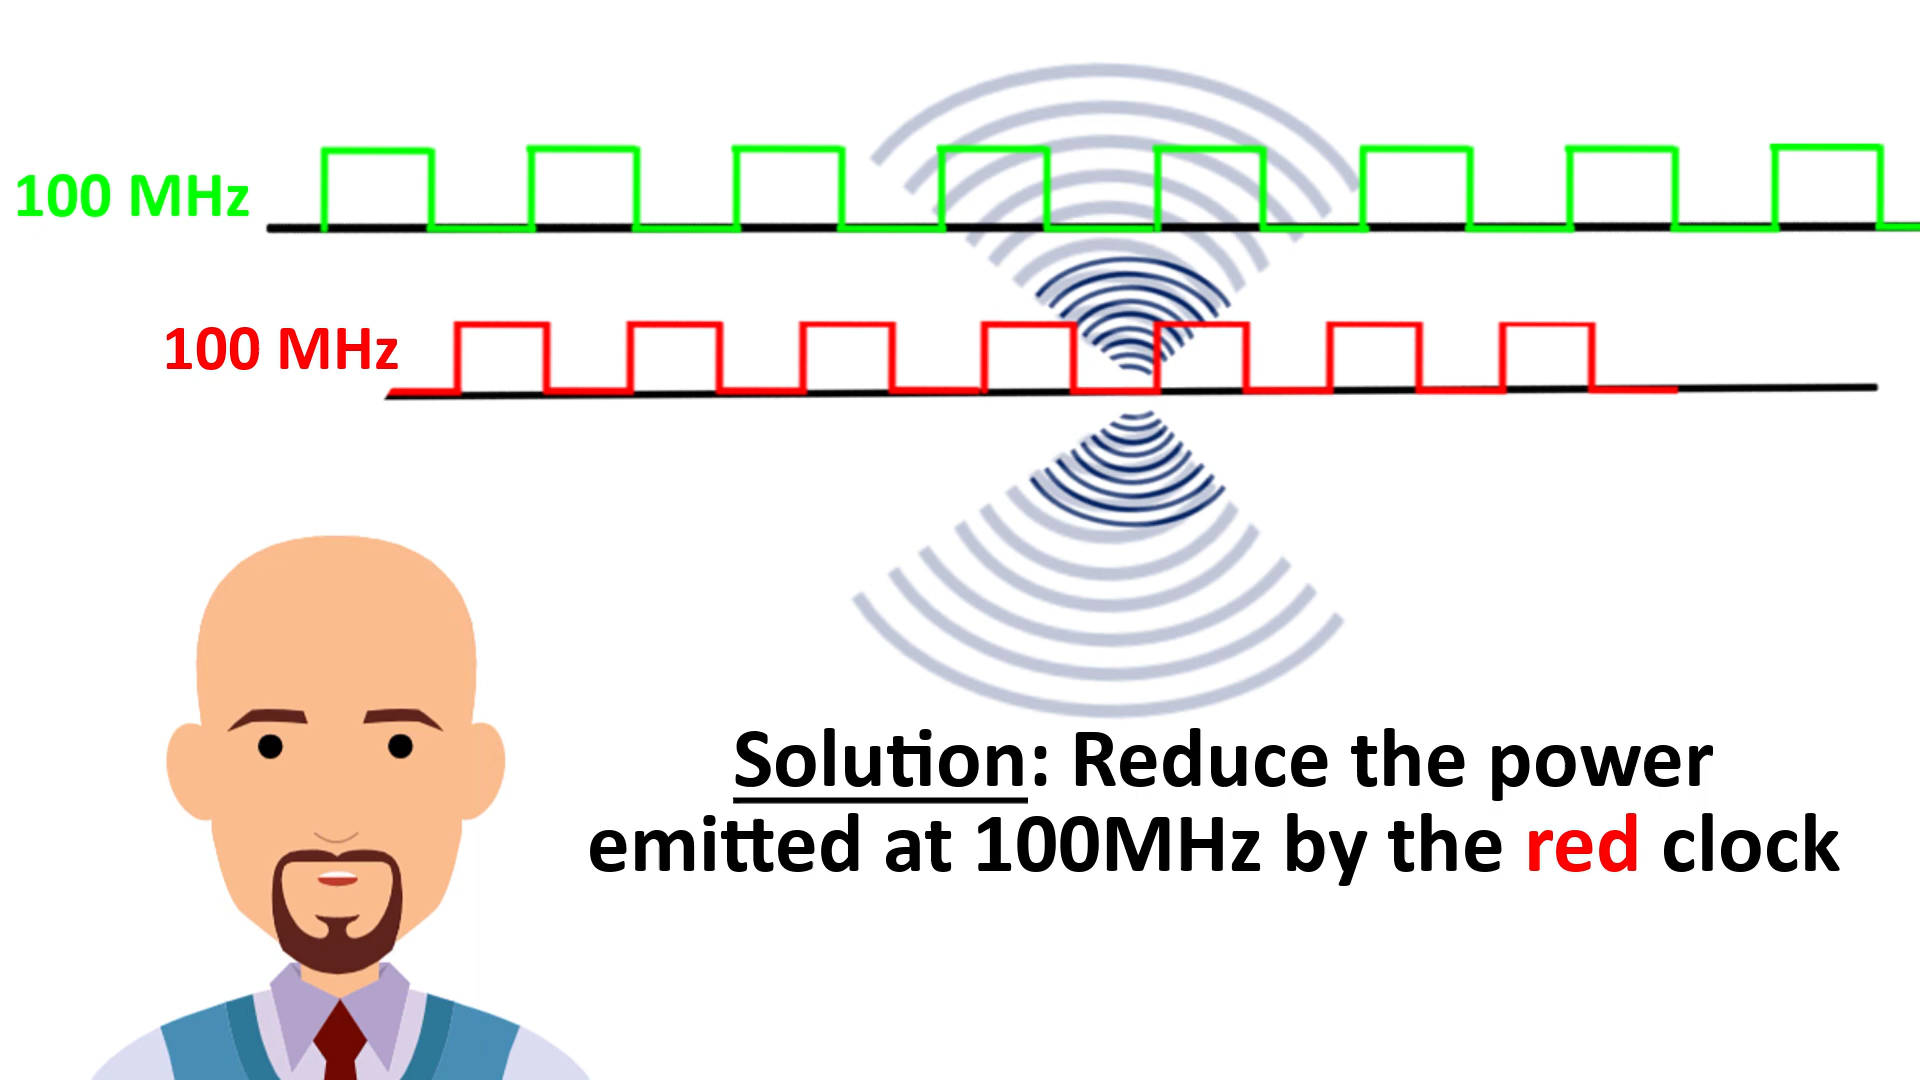 100 MHz
100 MHz
Solution: Reduce the power
emitted at 100MHz by the red clock